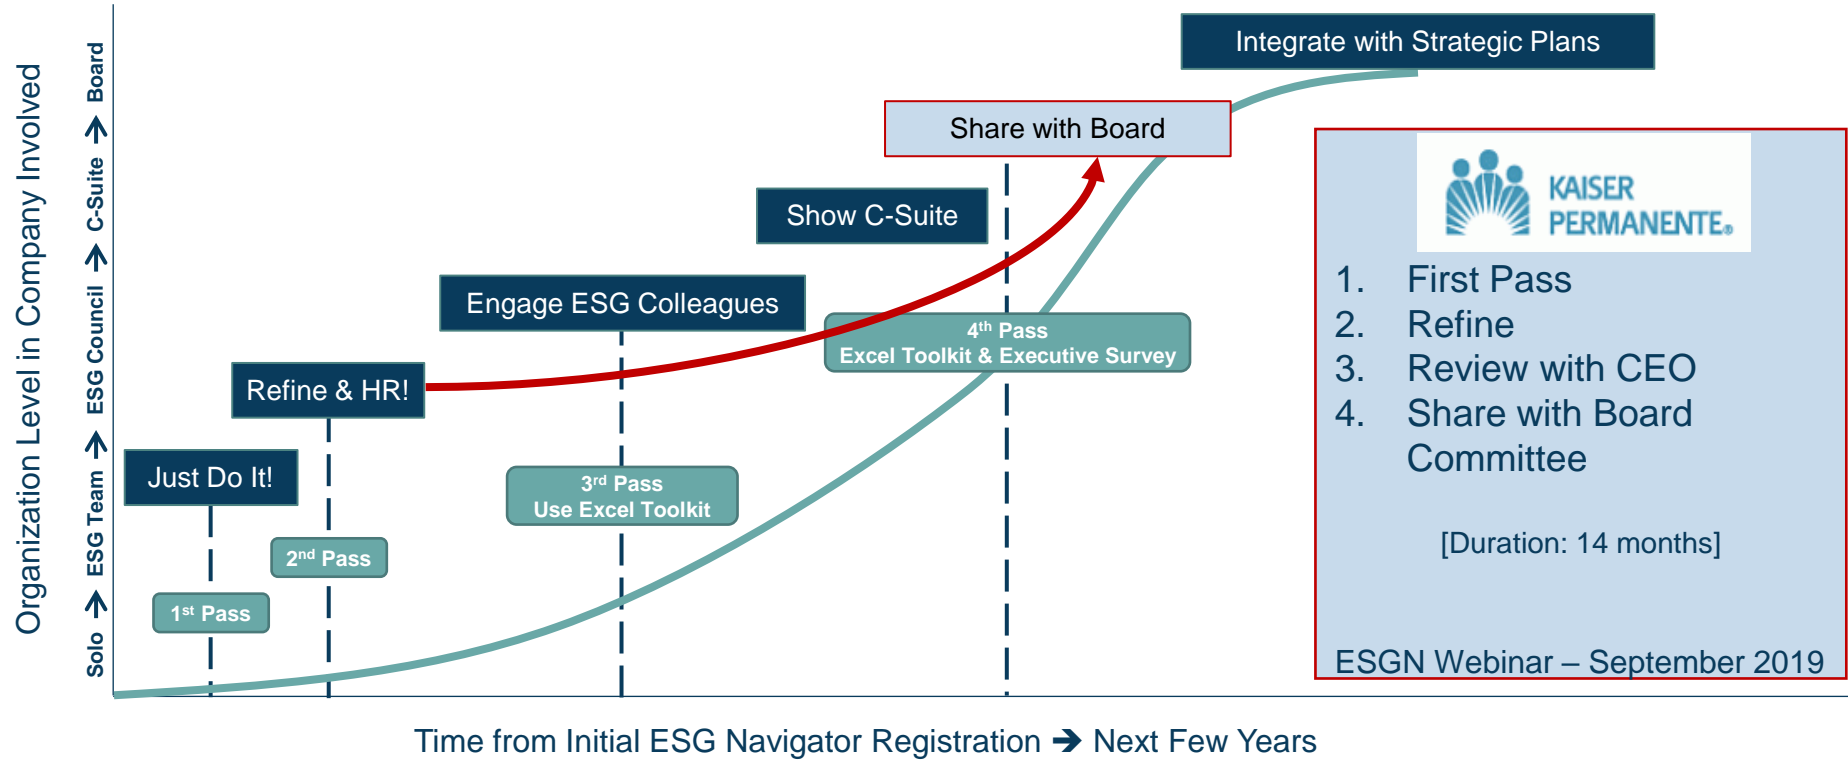 Organization Level in Company Involved
Solo → ESG Team → ESG Council → C-Suite → Board
Integrate with Strategic Plans
Share with Board
Show C-Suite
Engage ESG Colleagues
Refine & HR!
Just Do It!
4th Pass
Excel Toolkit & Executive Survey
3rd Pass
Use Excel Toolkit
2nd Pass
1st Pass
KAISER
PERMANENTE®
1. First Pass
2. Refine
3. Review with CEO
4. Share with Board
Committee
[Duration: 14 months]
ESGN Webinar – September 2019
Time from Initial ESG Navigator Registration → Next Few Years